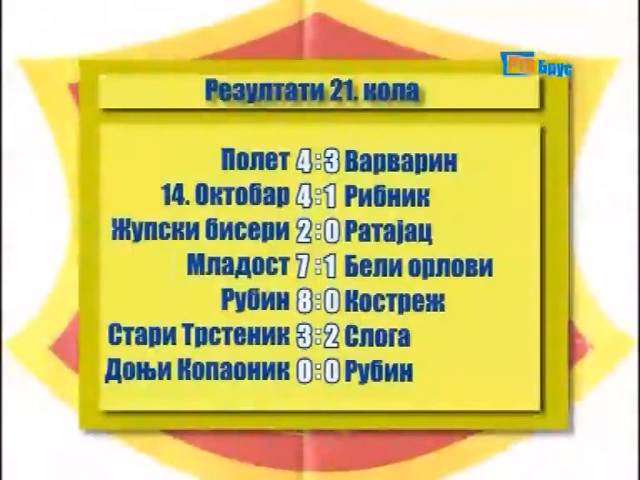 РТВ Брус
Резултати 21. кола
Полет 4:3 Варварин
14. Октобар 4:1 Рибник
Жупски бисери 2:0 Ратајац
Младост 7:1 Бели орлови
Рубин 8:0 Костреж
Стари Трстеник 3:2 Слога
Доњи Копаоник 0:0 Рубин